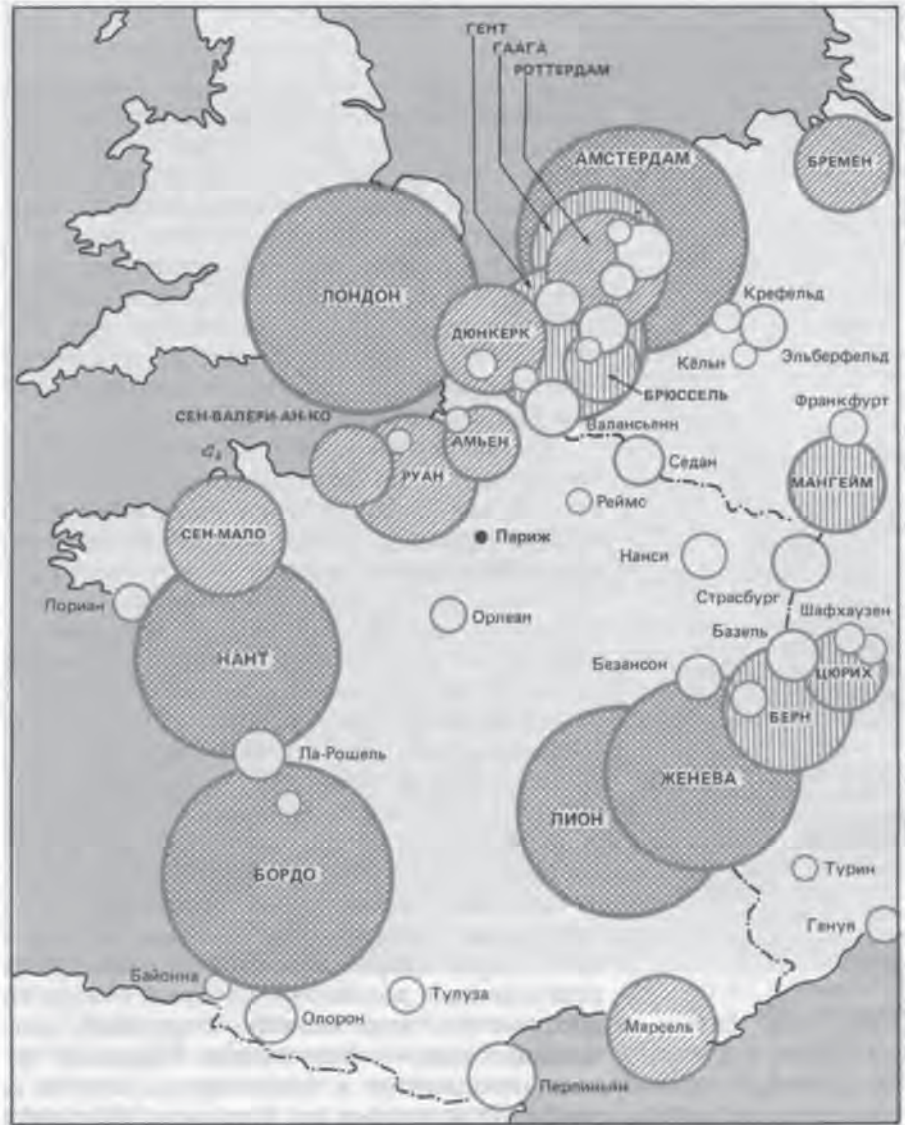 ГЕНТ
ГААГА
РОТТЕРДАМ
АМСТЕРДАМ
БРЕМЕН
ЛОНДОН
Крефельд
ДЮНКЕРК
Кёльн
Эльберфельд
БРЮССЕЛЬ
СЕН-ВАЛЕРИ-АН-КО
Франкфурт
Валансьенн
АМЬЕН
Седан
РУАН
МАНГЕЙМ
Реймс
СЕН-МАЛО
Париж
Нанси
Страсбург
Лориан
Орлеан
Шафхаузен
Базель
НАНТ
Безансон
ЦЮРИХ
БЕРН
Ла-Рошель
ЖЕНЕВА
ЛИОН
БОРДО
Турин
Генуя
Байонна
Тулуза
Олорон
Марсель
Перпиньян